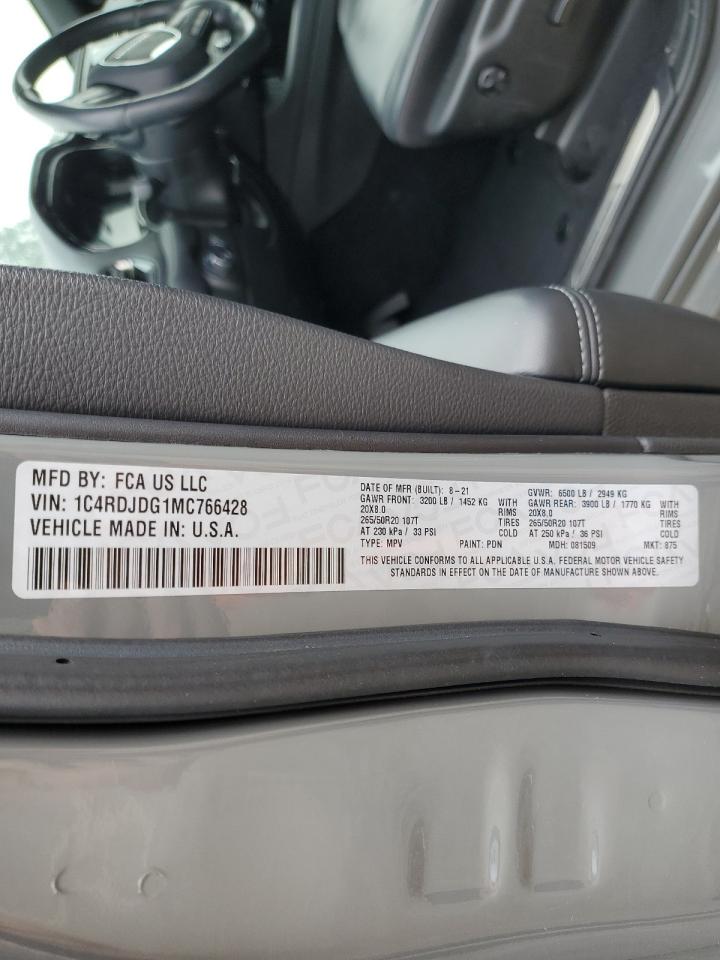 MFD BY: FCA US LLC
VIN: 1C4RDJDG1MC766428
VEHICLE MADE IN: U.S.A.
DATE OF MFR (BUILT): 8-21 GVWR: 6500 LB / 2949 KG
GAWR FRONT: 3200 LB / 1452 KG WITH GAWR REAR: 3900 LB / 1770 KG WITH
20X8.0 RIMS 20X8.0 RIMS
265/50R20 107T TIRES 265/50R20 107T TIRES
AT 230 kPa / 33 PSI COLD AT 250 kPa / 36 PSI COLD
TYPE: MPV PAINT: PDN MDH: 081509 MKT: 875
THIS VEHICLE CONFORMS TO ALL APPLICABLE U.S.A. FEDERAL MOTOR VEHICLE SAFETY
STANDARDS IN EFFECT ON THE DATE OF MANUFACTURE SHOWN ABOVE.